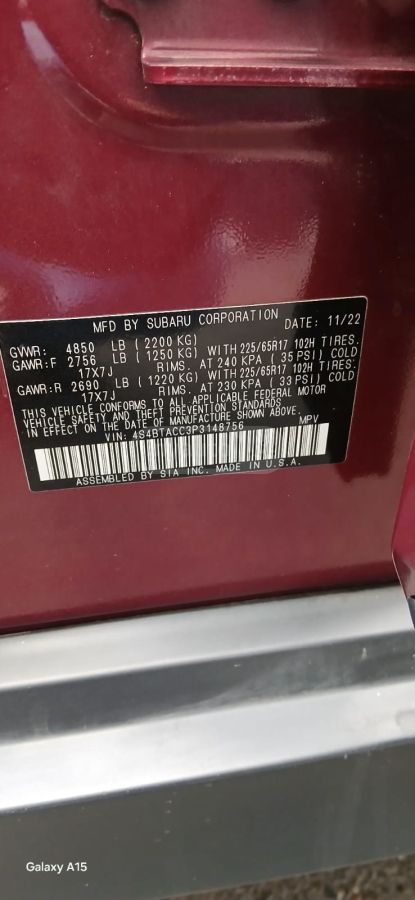 MFD BY SUBARU CORPORATION DATE: 11/22
GVWR: 4850 LB (2200 KG)
GAWR:F 2756 LB (1250 KG) WITH 225/65R17 102H TIRES.
17X7J RIMS. AT 240 KPA ( 35 PSI) COLD
GAWR:R 2690 LB (1220 KG) WITH 225/65R17 102H TIRES.
17X7J RIMS. AT 230 KPA ( 33 PSI) COLD
THIS VEHICLE CONFORMS TO ALL APPLICABLE FEDERAL MOTOR
VEHICLE SAFETY AND THEFT PREVENTION STANDARDS
IN EFFECT ON THE DATE OF MANUFACTURE SHOWN ABOVE.
VIN: 4S4BTACC3P3148756 MPV
ASSEMBLED BY SIA INC. MADE IN U.S.A.
Galaxy A15